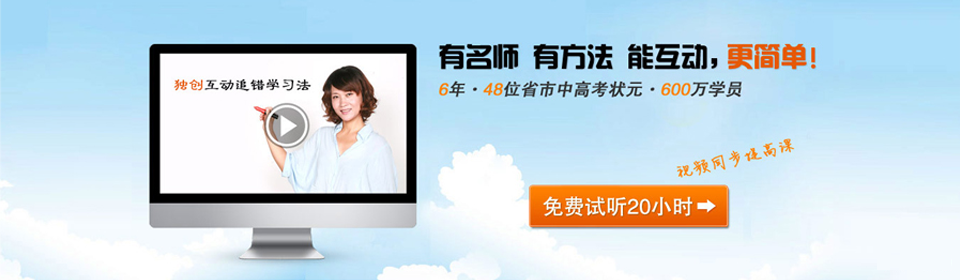 有名师 有方法 能互动，更简单！
6年·48位省市中高考状元·600万学员
独创互动追错学习法
视频同步提高课
免费试听20小时